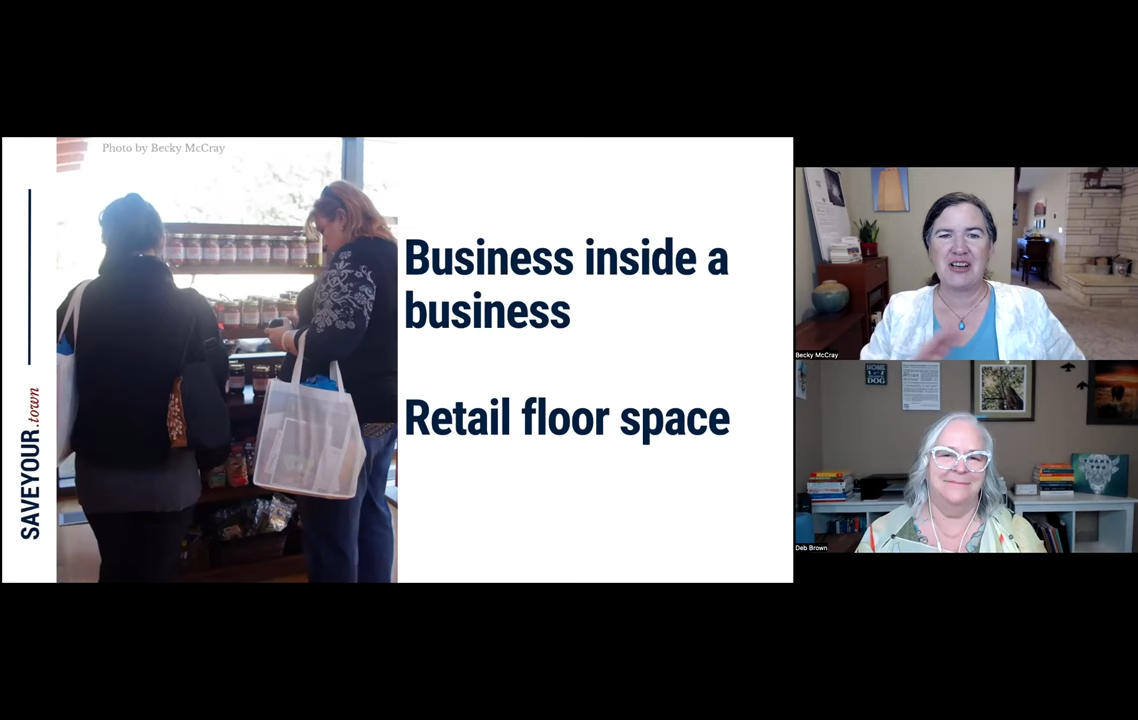 Photo by Becky McCray
SAVEYOUR.town
Business inside a
business
Retail floor space
Becky McCray
Deb Brown
HOME
DOG